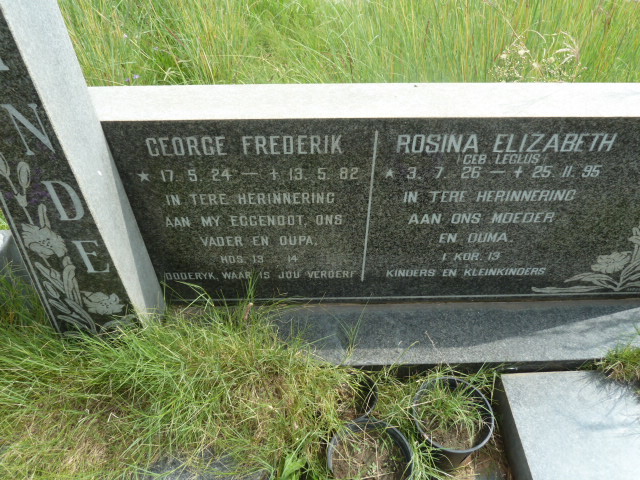 NDE
GEORGE FREDERIK
* 17. 5. 24 - + 13. 5. 82
IN TERE HERINNERING
AAN MY EGGENOOT, ONS
VADER EN OUPA.
HOS. 13 14
DODERYK, WAAR IS JOU VERDERF
ROSINA ELIZABETH
(GEB. LEGLUS)
* 3. 7. 26 - + 25. 11. 95
IN TERE HERINNERING
AAN ONS MOEDER
EN OUMA.
1 KOR. 13
KINDERS EN KLEINKINDERS